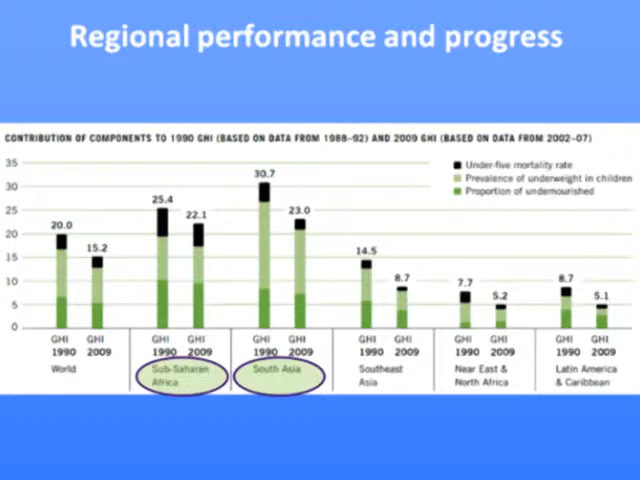 Regional performance and progress
CONTRIBUTION OF COMPONENTS TO 1990 GHI (BASED ON DATA FROM 1988–92) AND 2009 GHI (BASED ON DATA FROM 2002–07)
35
30
25
20
15
10
5
0
Under-five mortality rate
Prevalence of underweight in children
Proportion of undernourished
20.0
15.2
25.4
22.1
30.7
23.0
14.5
8.7
7.7
5.2
8.7
5.1
GHI GHI GHI GHI GHI GHI GHI GHI GHI GHI GHI GHI
1990 2009 1990 2009 1990 2009 1990 2009 1990 2009 1990 2009
World
Sub-Saharan
Africa
South Asia
Southeast
Asia
Near East &
North Africa
Latin America
& Caribbean